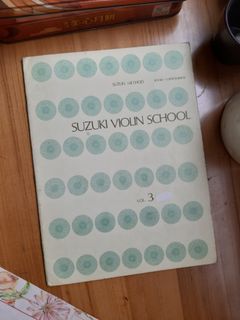 SUZUKI METHOD
SUZUKI VIOLIN SCHOOL
VOL. 3